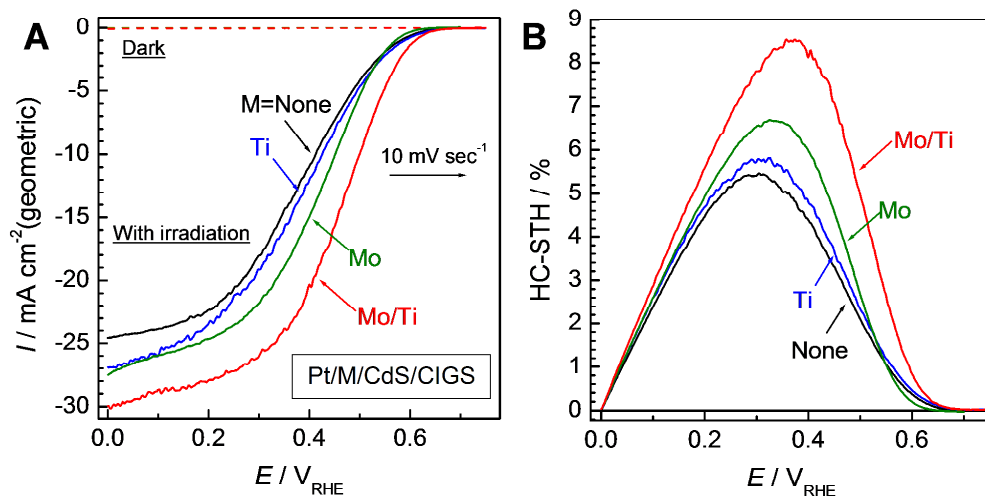 A
Dark
M=None
Ti
10 mV sec⁻¹
With irradiation
Mo
Mo/Ti
Pt/M/CdS/CIGS
I / mA cm⁻²(geometric)
0
-5
-10
-15
-20
-25
-30
0.0 0.2 0.4 0.6
E / V_RHE
B
Mo/Ti
Mo
Ti
None
HC-STH / %
9
8
7
6
5
4
3
2
1
0
0.0 0.2 0.4 0.6
E / V_RHE